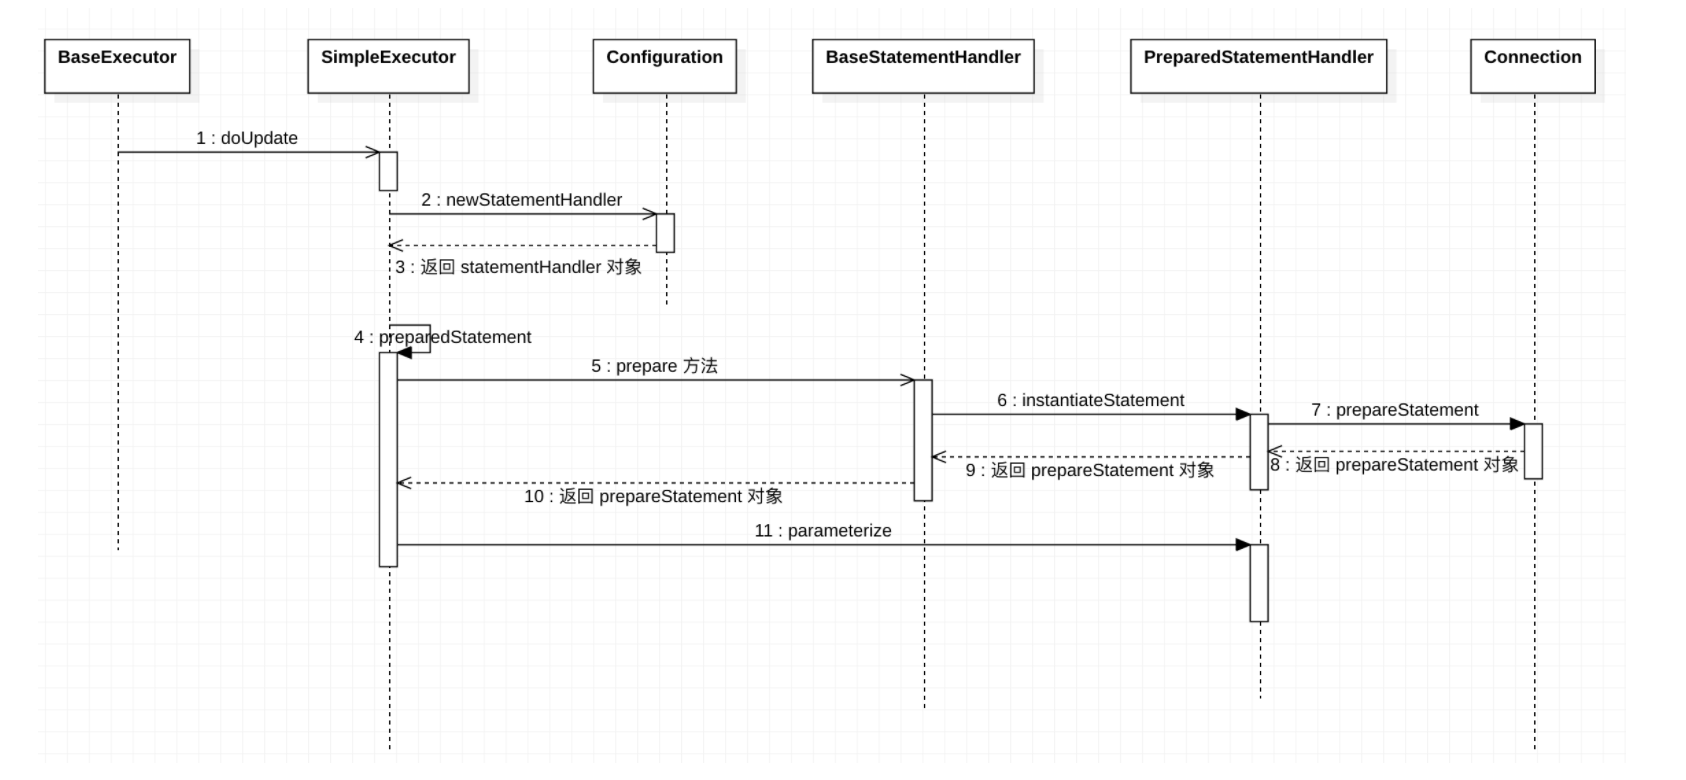 BaseExecutor
SimpleExecutor
Configuration
BaseStatementHandler
PreparedStatementHandler
Connection
1 : doUpdate
2 : newStatementHandler
3 : 返回 statementHandler 对象
4 : preparedStatement
5 : prepare 方法
6 : instantiateStatement
7 : prepareStatement
8 : 返回 prepareStatement 对象
9 : 返回 prepareStatement 对象
10 : 返回 prepareStatement 对象
11 : parameterize